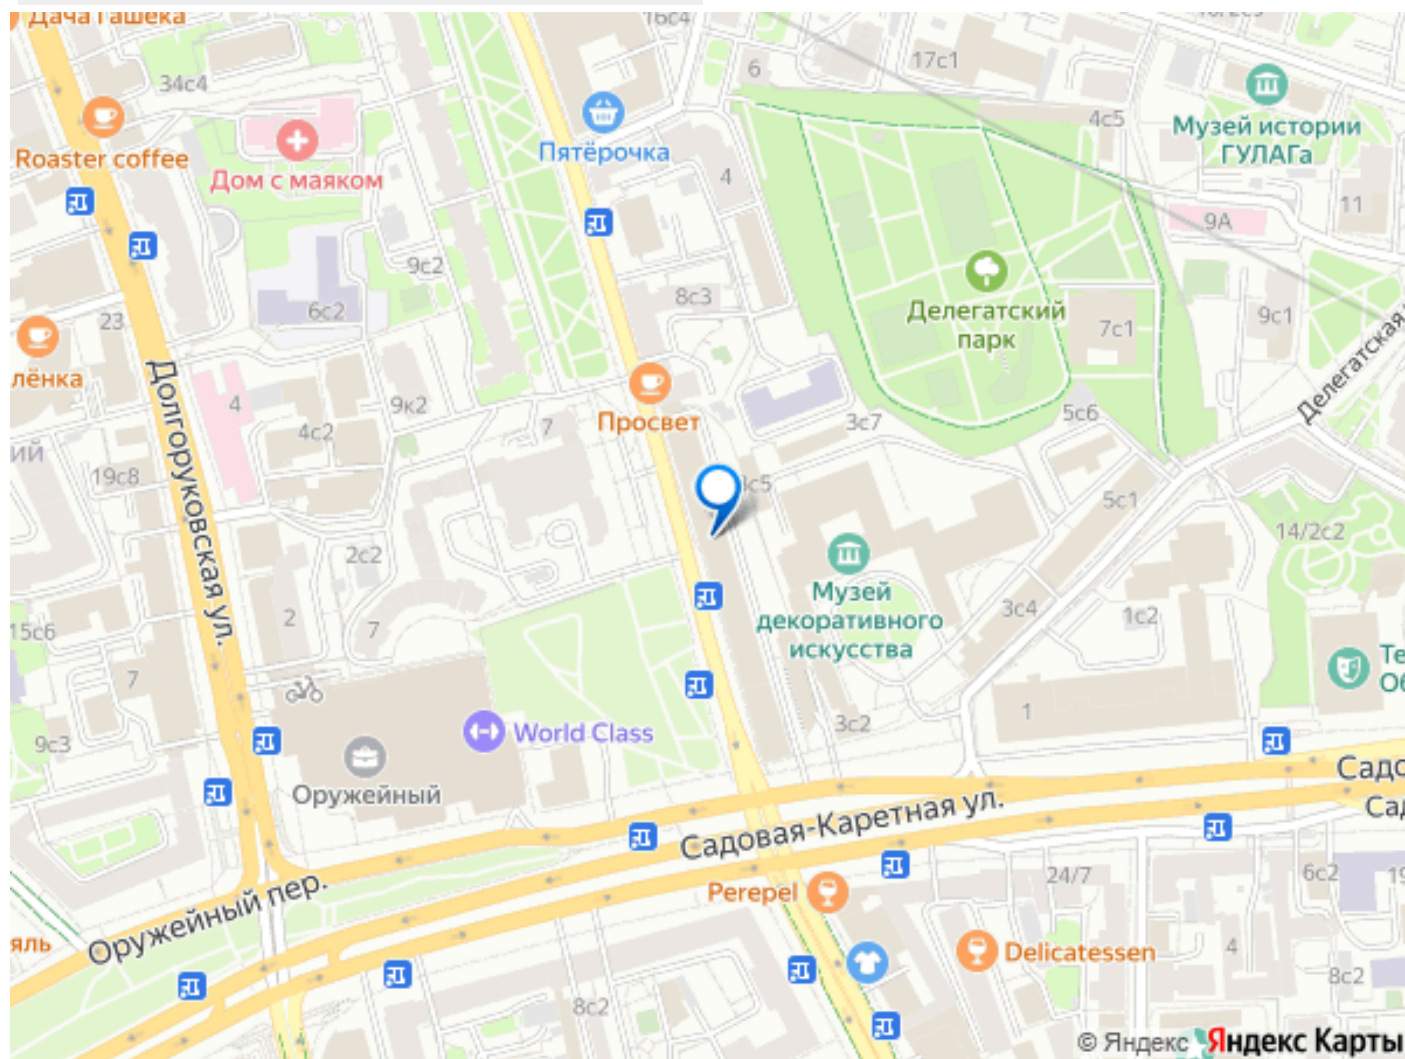 Дача Гашека
16с4
34с4
6
17с1
4с5
Roaster coffee
Дом с маяком
Пятёрочка
4
Музей истории
ГУЛАГа
11
9А
9с2
6с2
8с3
Делегатский
парк
7с1
9с1
Делегатская
23
лёнка
4
9к2
4с2
7
Просвет
3с7
5с6
ий
19с8
Долгоруковская ул.
5с1
14/2с2
2с2
2
7
Музей
декоративного
искусства
3с4
1с2
15с6
7
9с3
World Class
3с2
1
Те
Об
Оружейный
Садовая-Каретная ул.
Садо
Сад
Оружейный пер.
Perepel
24/7
6с2
19
яль
Delicatessen
4
8с2
8с2
© Яндекс Яндекс Карты